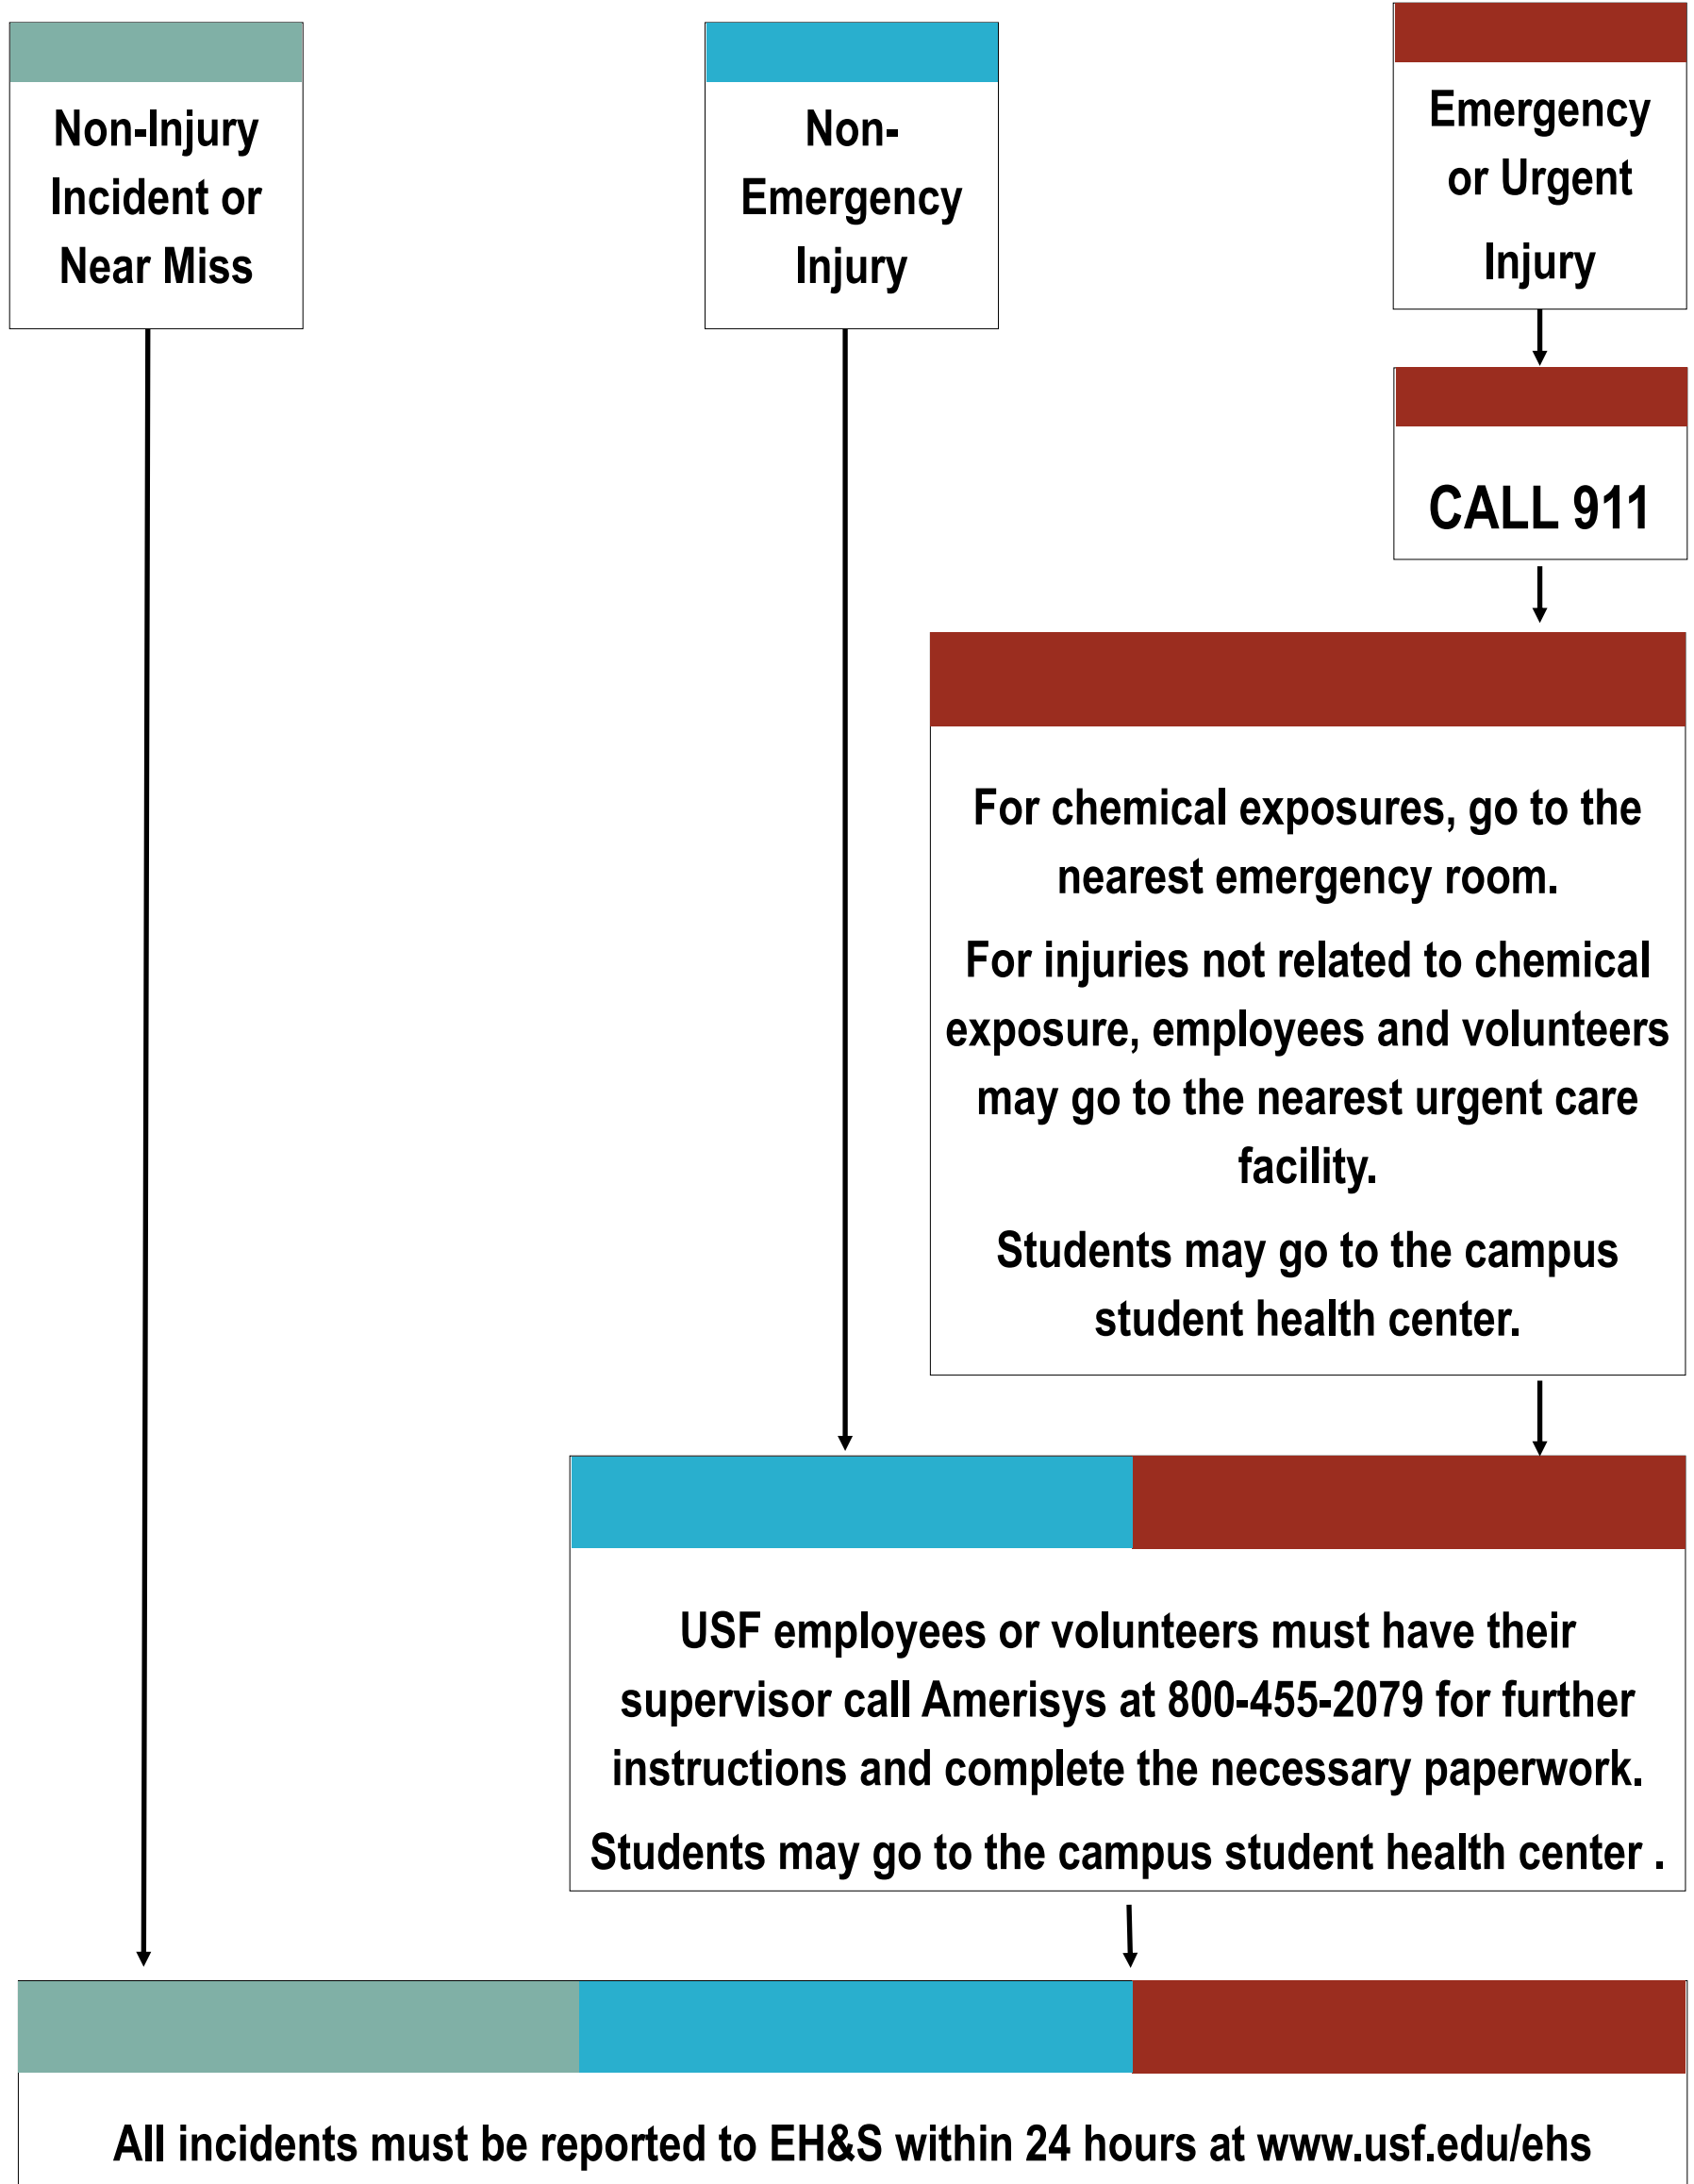 Non-Injury
Incident or
Near Miss
Non-
Emergency
Injury
Emergency
or Urgent
Injury
CALL 911
For chemical exposures, go to the
nearest emergency room.
For injuries not related to chemical
exposure, employees and volunteers
may go to the nearest urgent care
facility.
Students may go to the campus
student health center.
USF employees or volunteers must have their
supervisor call Amerisys at 800-455-2079 for further
instructions and complete the necessary paperwork.
Students may go to the campus student health center .
All incidents must be reported to EH&S within 24 hours at www.usf.edu/ehs